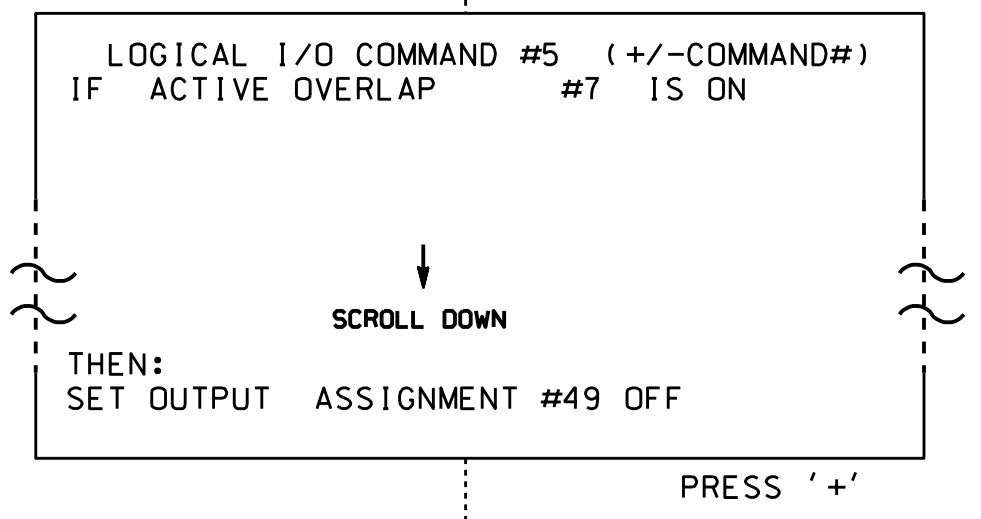 LOGICAL I/O COMMAND #5 (+/-COMMAND#)
IF ACTIVE OVERLAP #7 IS ON
SCROLL DOWN
THEN:
SET OUTPUT ASSIGNMENT #49 OFF
PRESS '+'